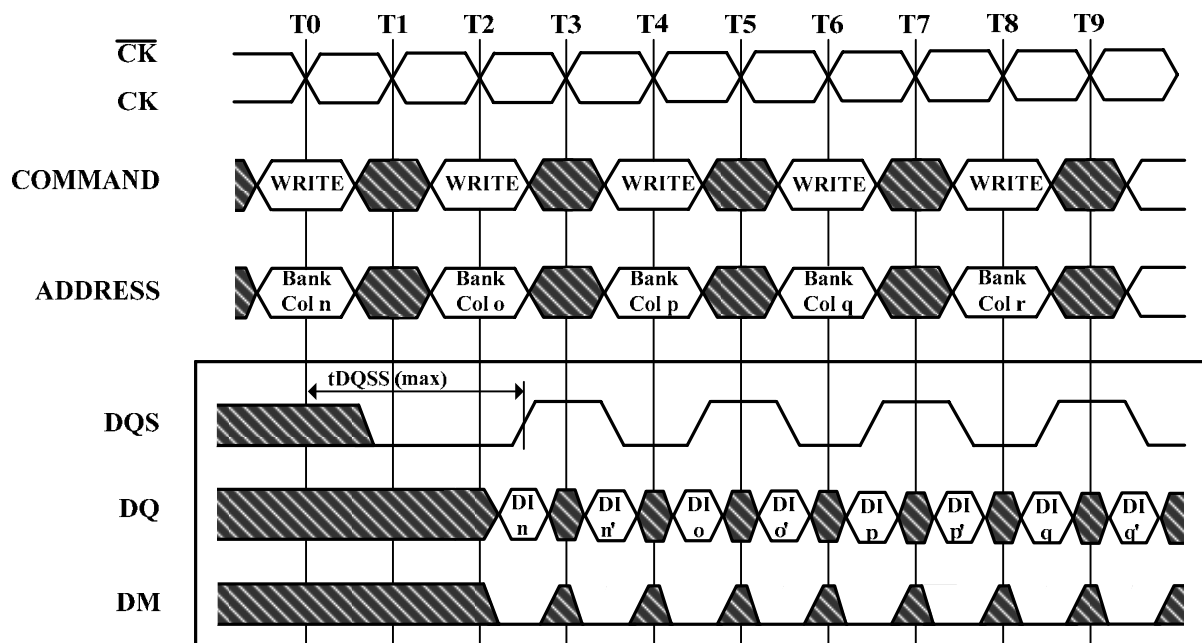 T0 T1 T2 T3 T4 T5 T6 T7 T8 T9
CK
CK
COMMAND WRITE WRITE WRITE WRITE WRITE
ADDRESS Bank Bank Bank Bank Bank
Col n Col o Col p Col q Col r
tDQSS (max)
DQS
DQ DI DI DI DI DI DI DI DI
n n' o o' p p' q q'
DM